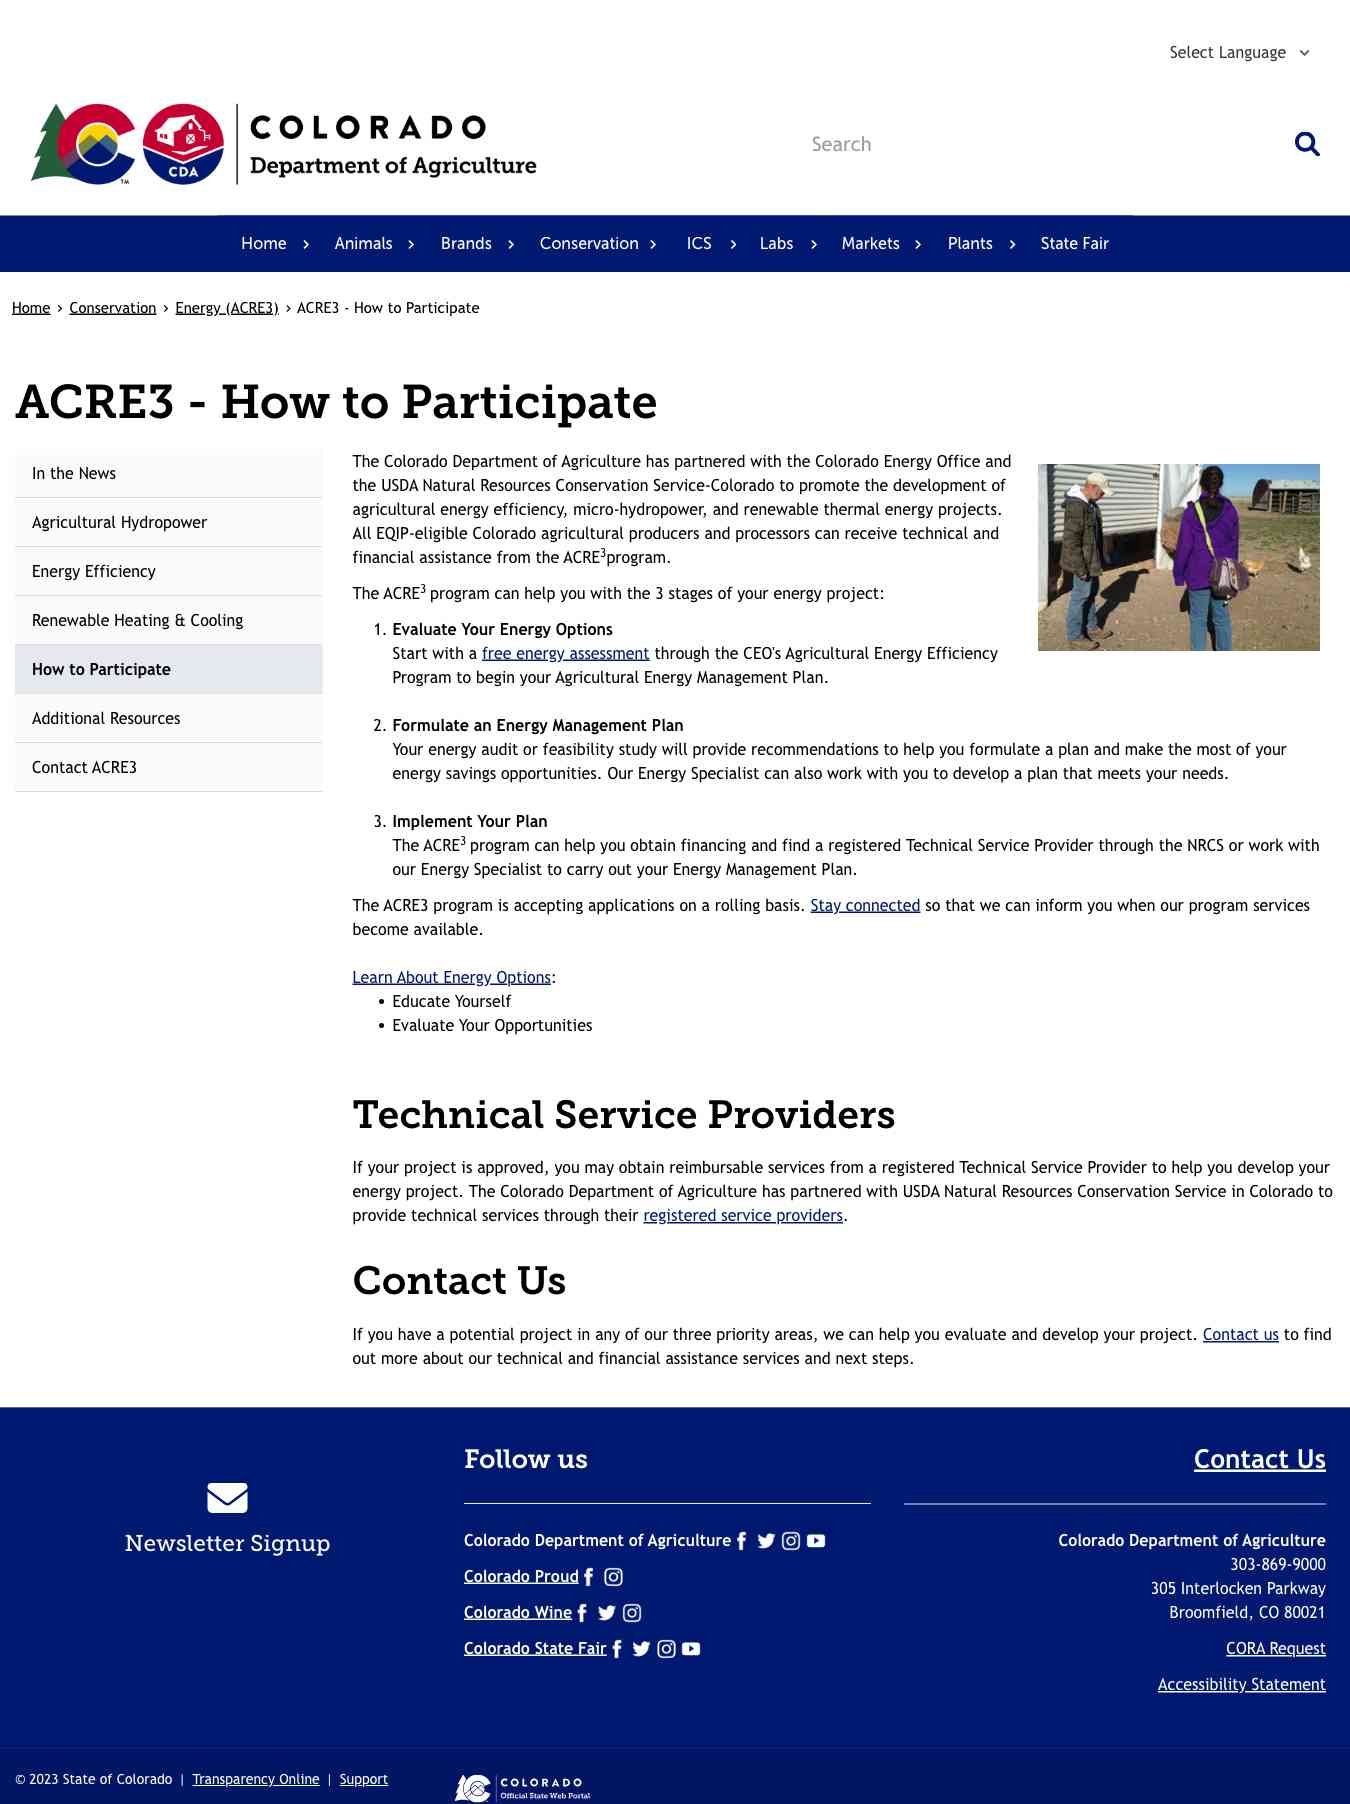 Select Language
COLORADO
Department of Agriculture
CDA
TM
Search
Home Animals Brands Conservation ICS Labs Markets Plants State Fair
Home › Conservation › Energy (ACRE3) › ACRE3 - How to Participate
ACRE3 - How to Participate
In the News
Agricultural Hydropower
Energy Efficiency
Renewable Heating & Cooling
How to Participate
Additional Resources
Contact ACRE3
The Colorado Department of Agriculture has partnered with the Colorado Energy Office and
the USDA Natural Resources Conservation Service-Colorado to promote the development of
agricultural energy efficiency, micro-hydropower, and renewable thermal energy projects.
All EQIP-eligible Colorado agricultural producers and processors can receive technical and
financial assistance from the ACRE³program.
The ACRE³ program can help you with the 3 stages of your energy project:
1. Evaluate Your Energy Options
Start with a free energy assessment through the CEO's Agricultural Energy Efficiency
Program to begin your Agricultural Energy Management Plan.
2. Formulate an Energy Management Plan
Your energy audit or feasibility study will provide recommendations to help you formulate a plan and make the most of your
energy savings opportunities. Our Energy Specialist can also work with you to develop a plan that meets your needs.
3. Implement Your Plan
The ACRE³ program can help you obtain financing and find a registered Technical Service Provider through the NRCS or work with
our Energy Specialist to carry out your Energy Management Plan.
The ACRE3 program is accepting applications on a rolling basis. Stay connected so that we can inform you when our program services
become available.
Learn About Energy Options:
• Educate Yourself
• Evaluate Your Opportunities
Technical Service Providers
If your project is approved, you may obtain reimbursable services from a registered Technical Service Provider to help you develop your
energy project. The Colorado Department of Agriculture has partnered with USDA Natural Resources Conservation Service in Colorado to
provide technical services through their registered service providers.
Contact Us
If you have a potential project in any of our three priority areas, we can help you evaluate and develop your project. Contact us to find
out more about our technical and financial assistance services and next steps.
Newsletter Signup
Follow us
Colorado Department of Agriculture
Colorado Proud
Colorado Wine
Colorado State Fair
Contact Us
Colorado Department of Agriculture
303-869-9000
305 Interlocken Parkway
Broomfield, CO 80021
CORA Request
Accessibility Statement
© 2023 State of Colorado | Transparency Online | Support
COLORADO
Official State Web Portal